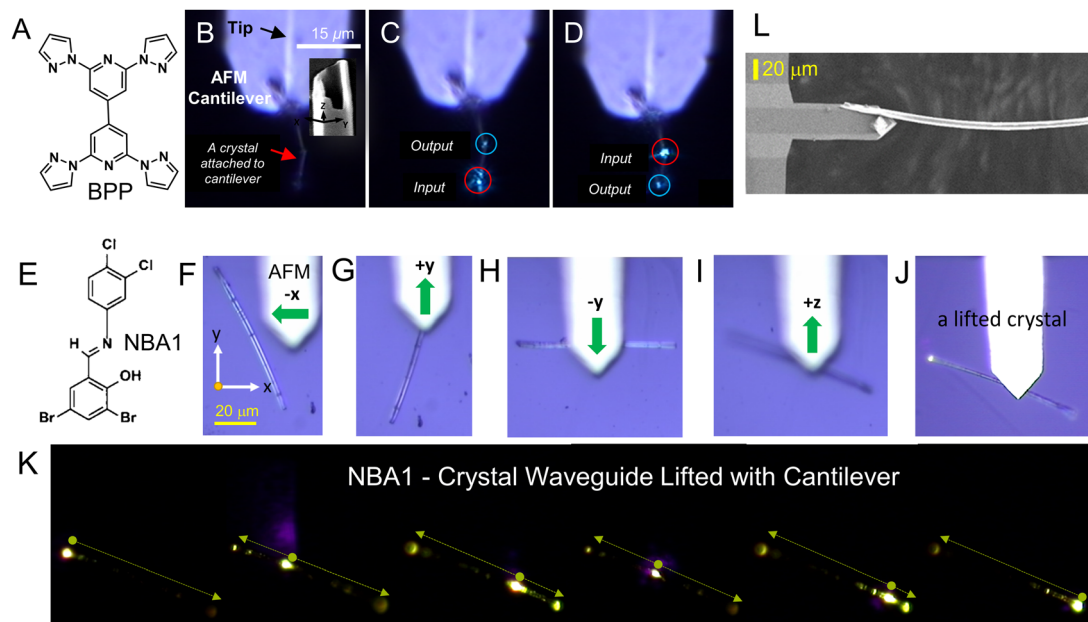 A
N
N
N
N
N
N
N
N
N
N
BPP
B
Tip
15 µm
AFM
Cantilever
Z
X
Y
A crystal
attached to
cantilever
C
Output
Input
D
Input
Output
L
20 µm
E
Cl
Cl
H
N
NBA1
OH
Br
Br
F
AFM
-x
y
x
20 µm
G
+y
H
-y
I
+z
J
a lifted crystal
K
NBA1 - Crystal Waveguide Lifted with Cantilever